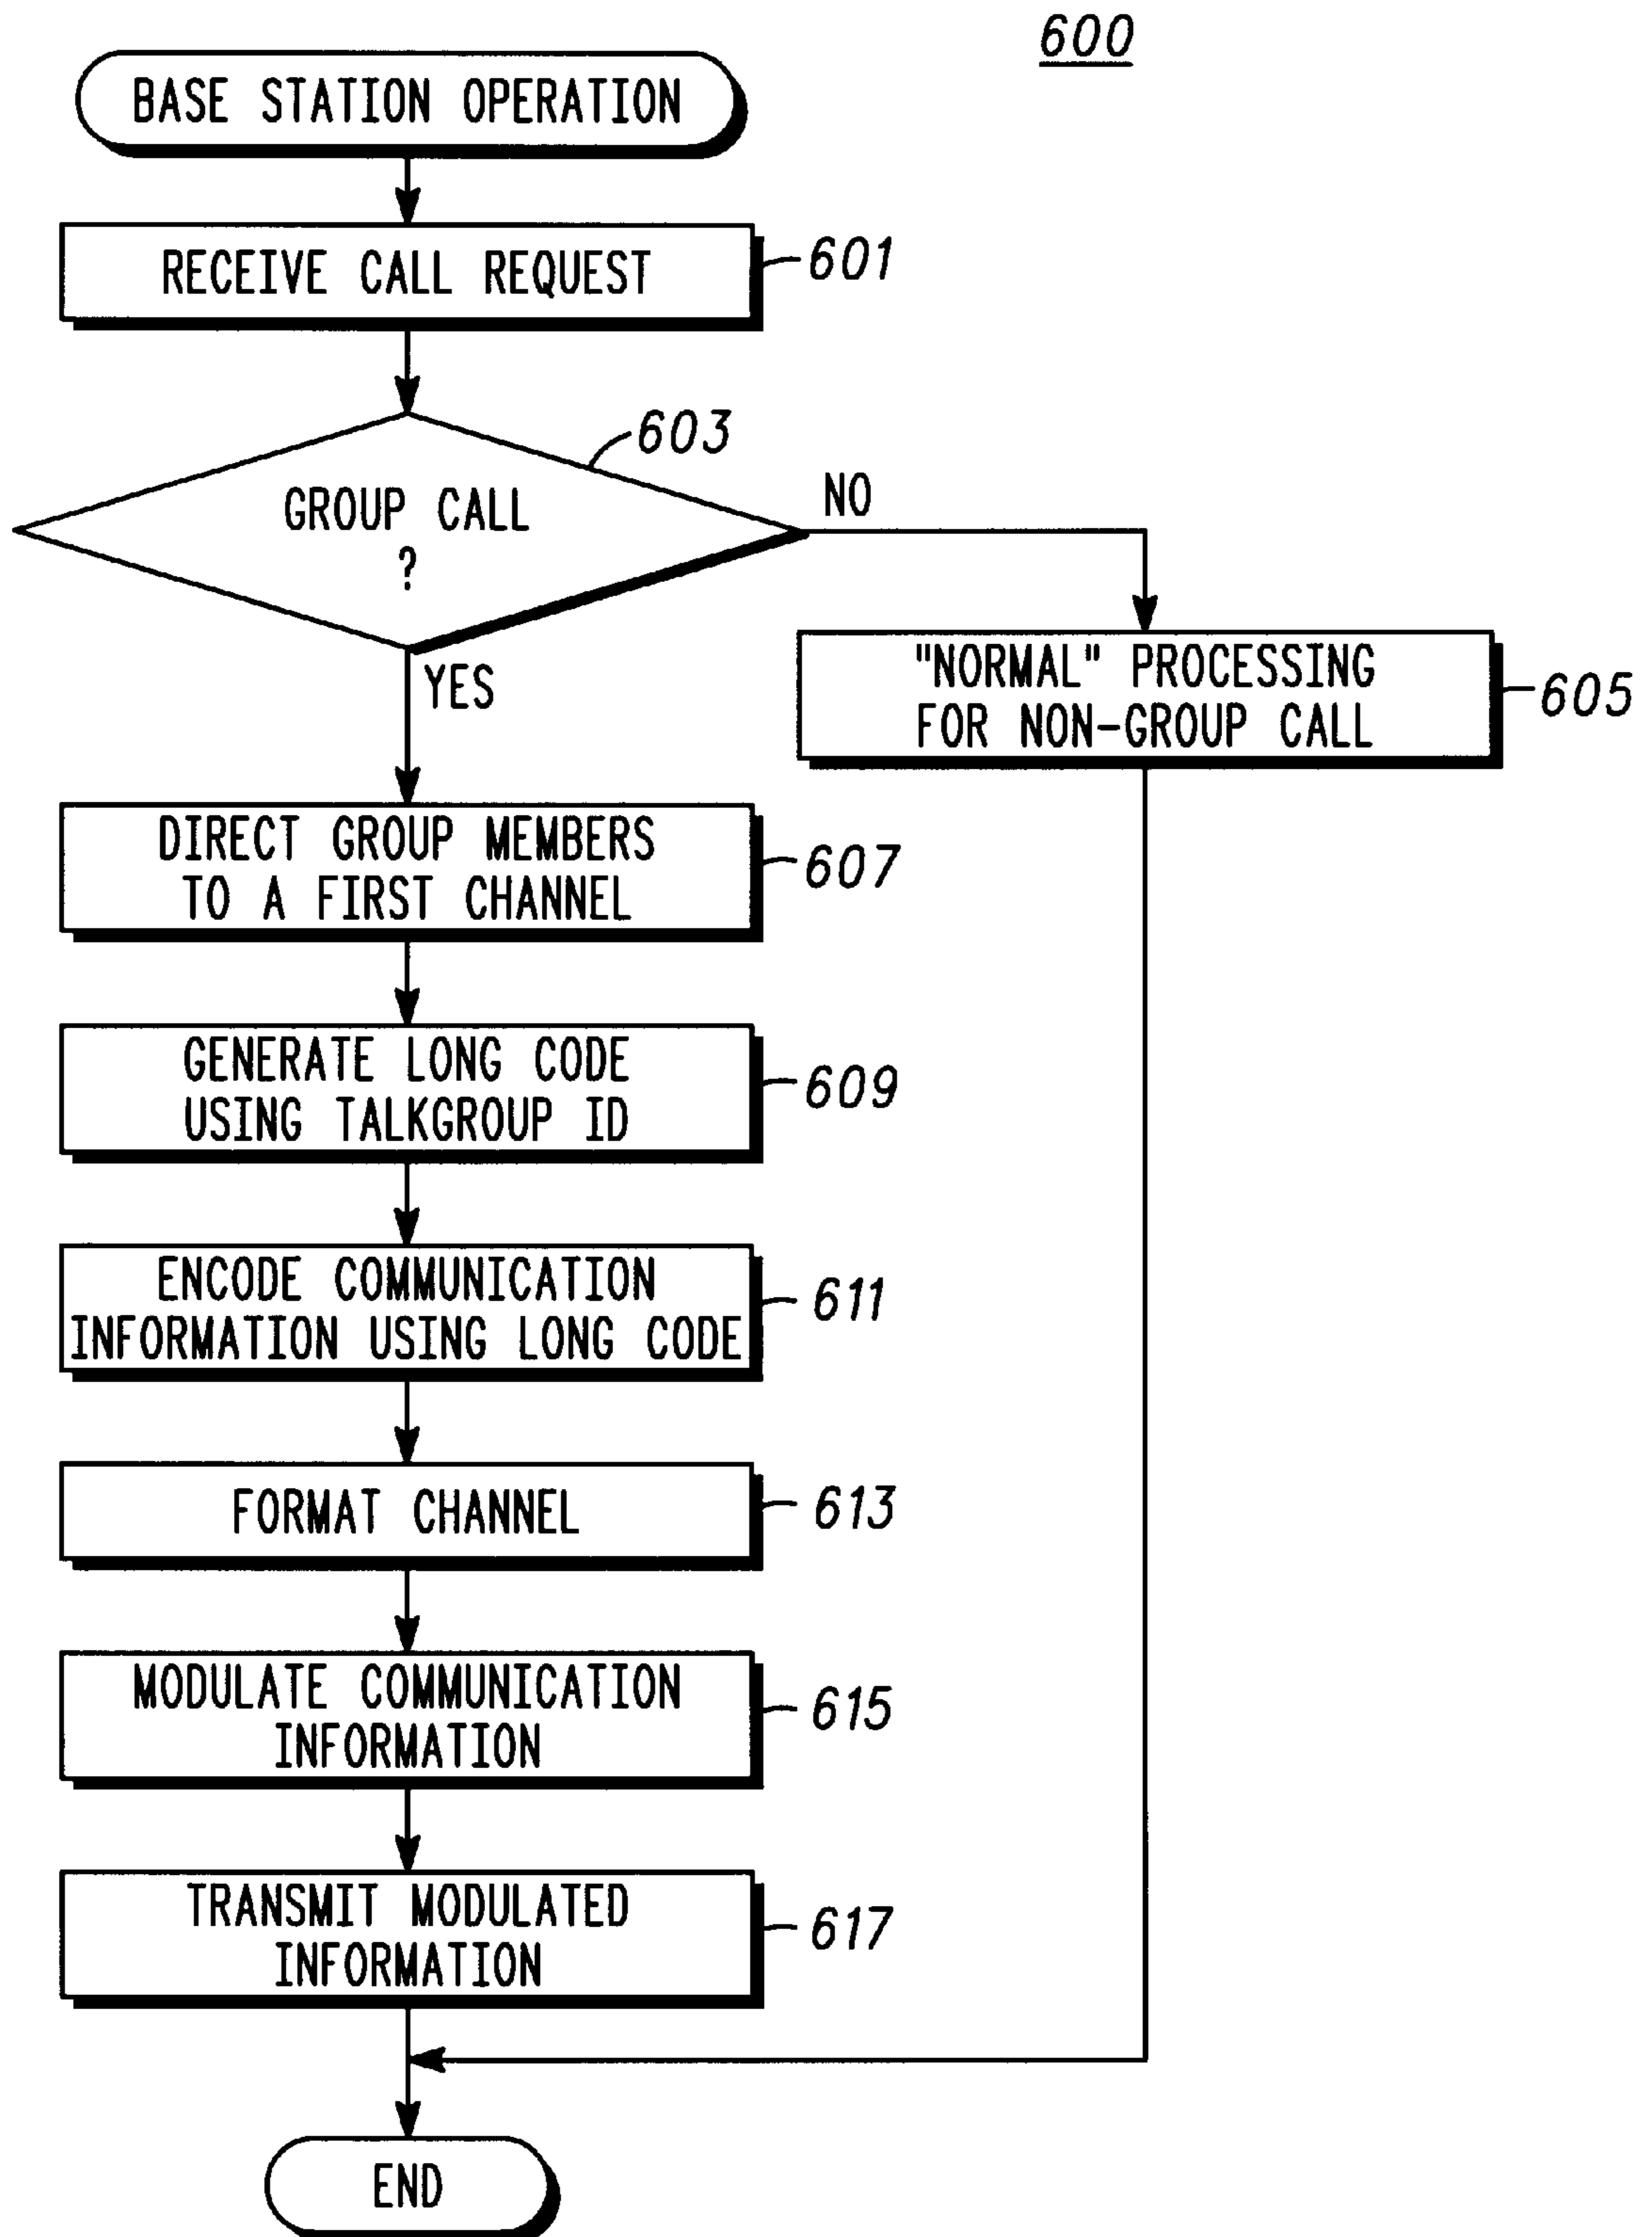 600
BASE STATION OPERATION
RECEIVE CALL REQUEST
601
603
GROUP CALL
?
NO
YES
"NORMAL" PROCESSING
FOR NON-GROUP CALL
605
DIRECT GROUP MEMBERS
TO A FIRST CHANNEL
607
GENERATE LONG CODE
USING TALKGROUP ID
609
ENCODE COMMUNICATION
INFORMATION USING LONG CODE
611
FORMAT CHANNEL
613
MODULATE COMMUNICATION
INFORMATION
615
TRANSMIT MODULATED
INFORMATION
617
END